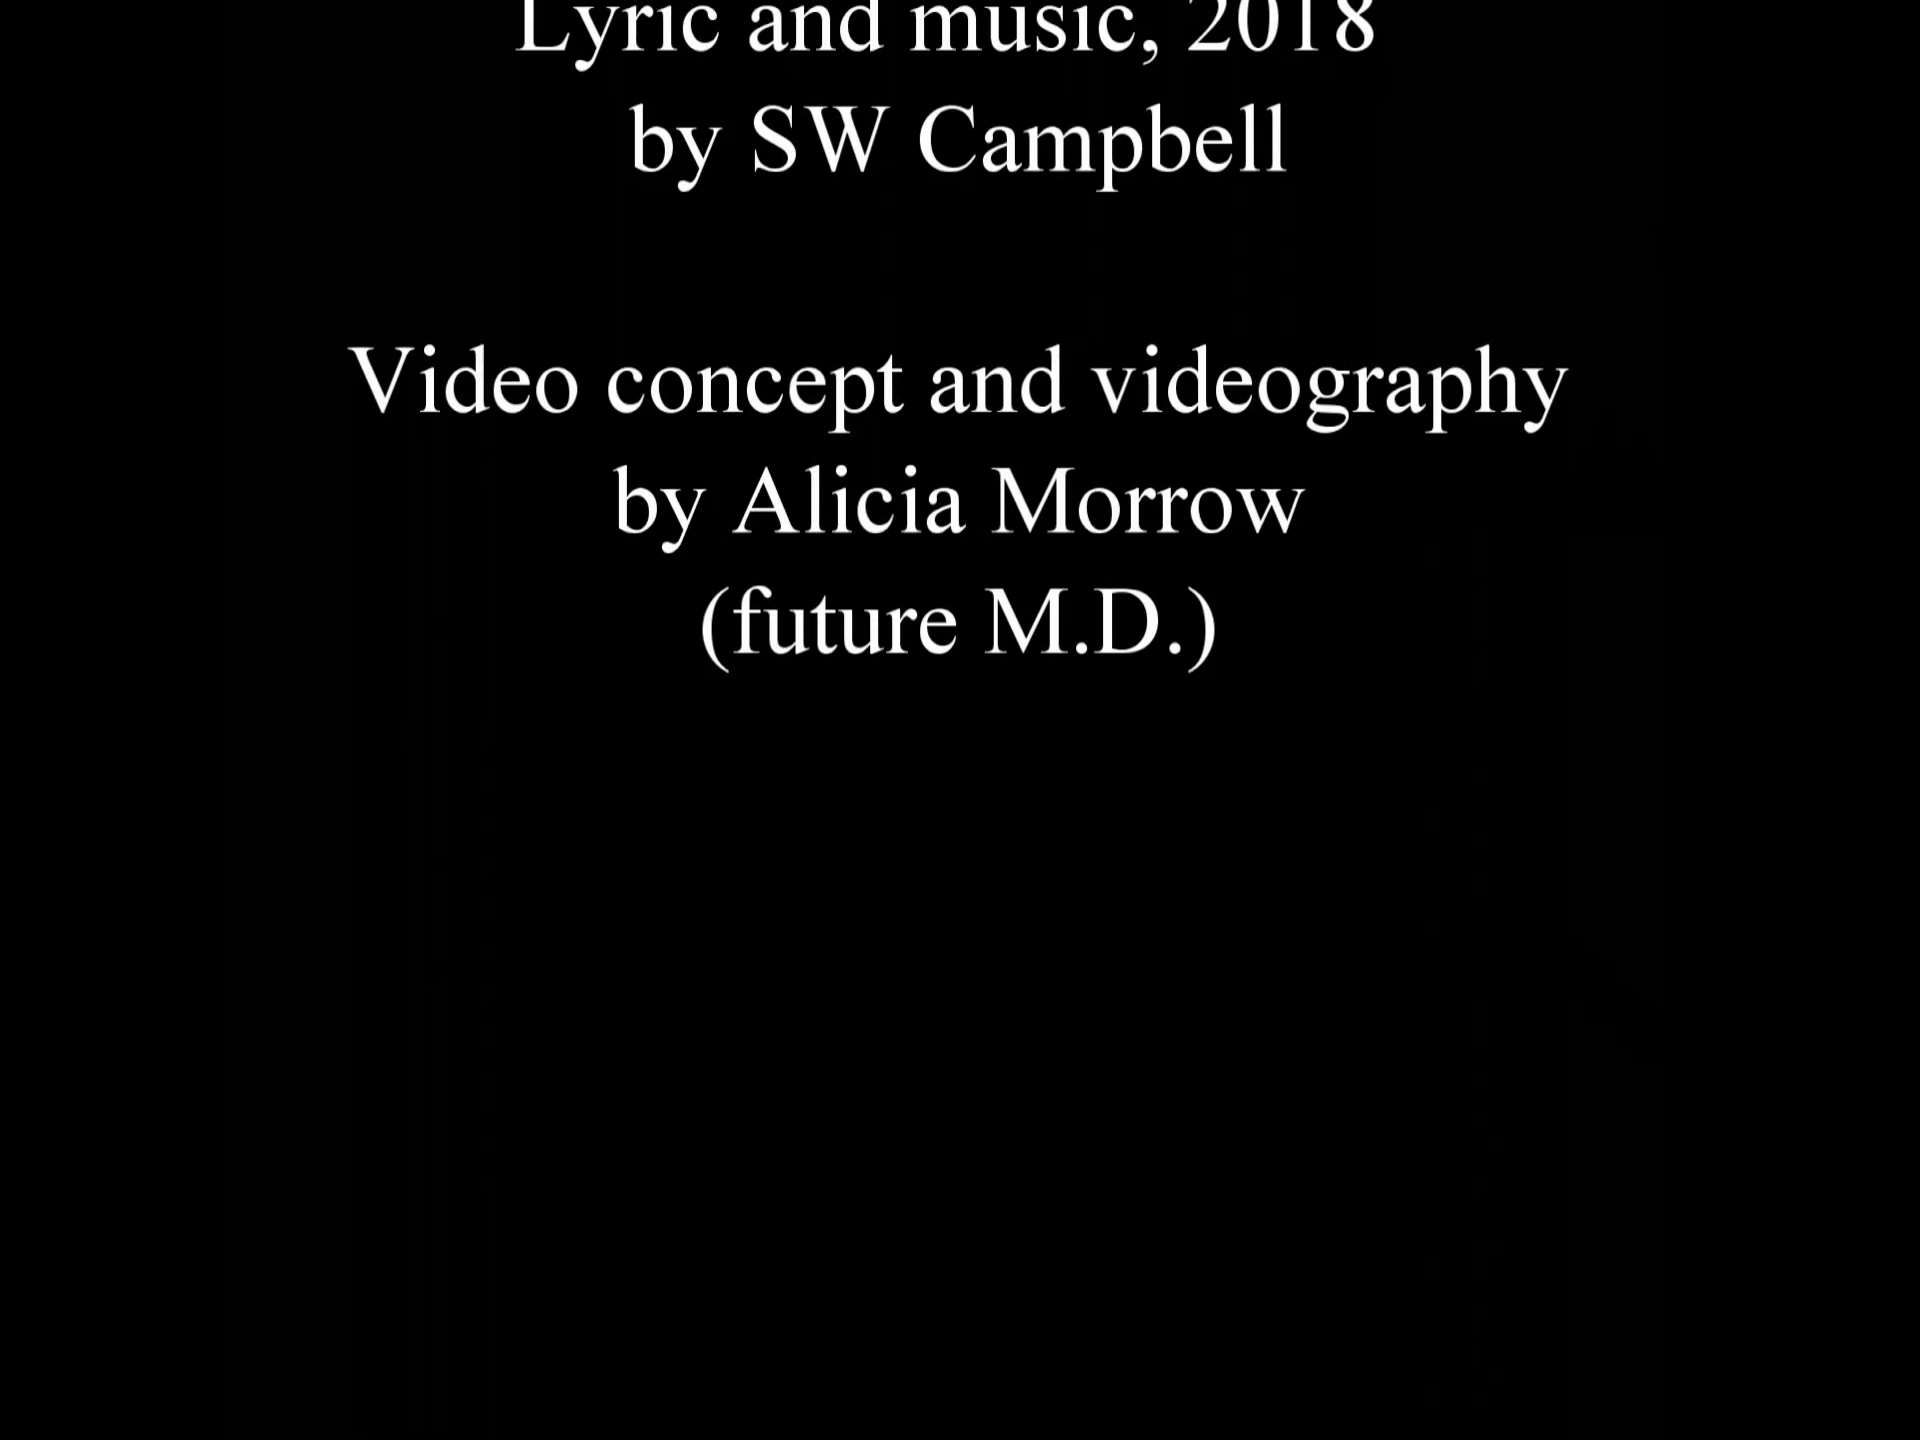 Lyric and music, 2018
by SW Campbell
Video concept and videography
by Alicia Morrow
(future M.D.)